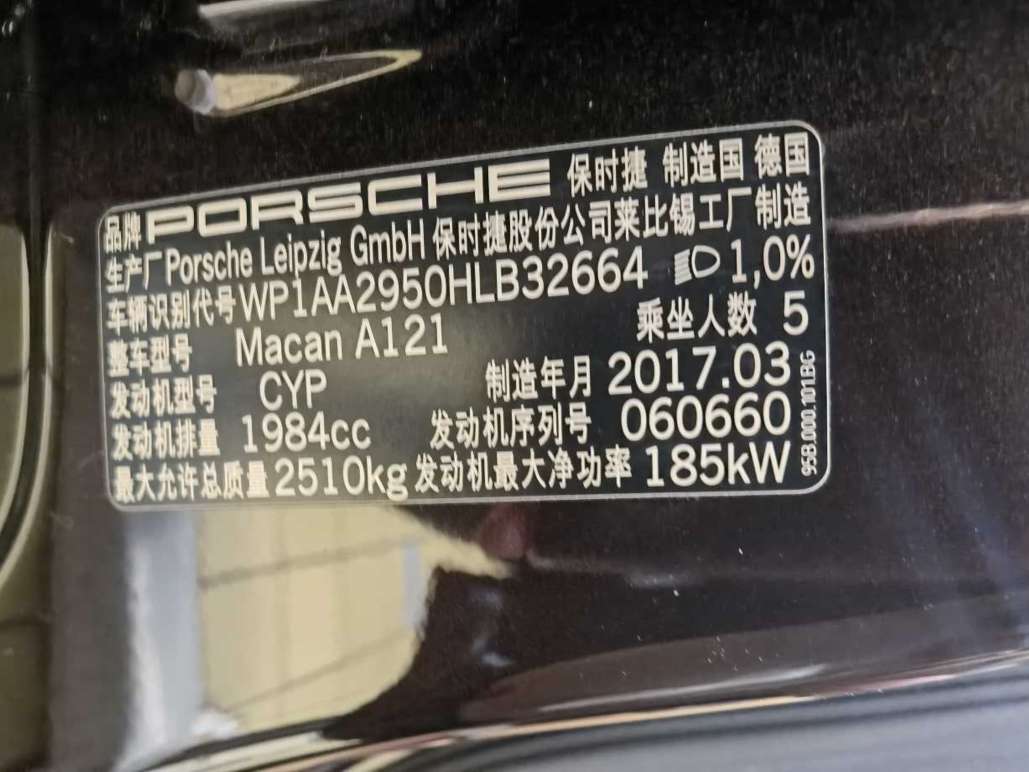 品牌 PORSCHE 保时捷 制造国 德国
生产厂 Porsche Leipzig GmbH 保时捷股份公司莱比锡工厂制造
车辆识别代号 WP1AA2950HLB32664 1,0%
整车型号 Macan A121 乘坐人数 5
发动机型号 CYP 制造年月 2017.03
发动机排量 1984cc 发动机序列号 060660
最大允许总质量 2510kg 发动机最大净功率 185kW
95B.000.101.BG